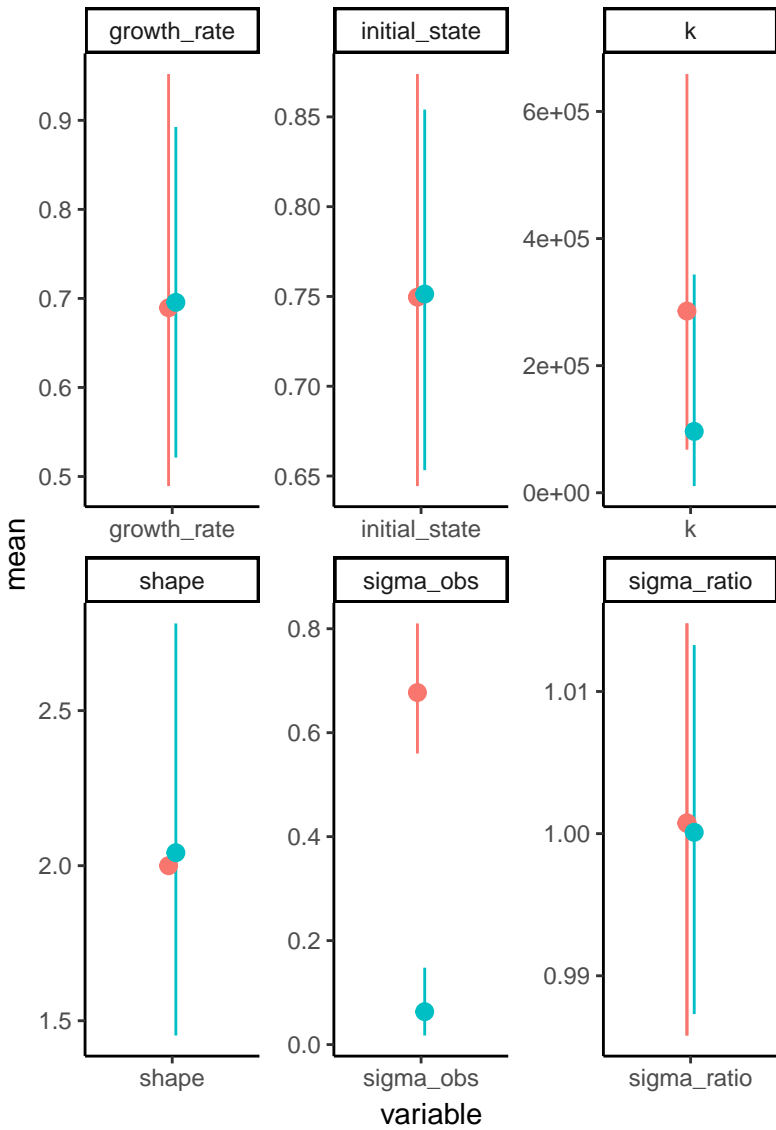 growth_rate
initial_state
k
0.9
0.8
0.7
0.6
0.5
0.85
0.80
0.75
0.70
0.65
6e+05
4e+05
2e+05
0e+00
growth_rate
initial_state
k
mean
shape
sigma_obs
sigma_ratio
2.5
2.0
1.5
0.8
0.6
0.4
0.2
0.0
1.01
1.00
0.99
shape
sigma_obs
sigma_ratio
variable